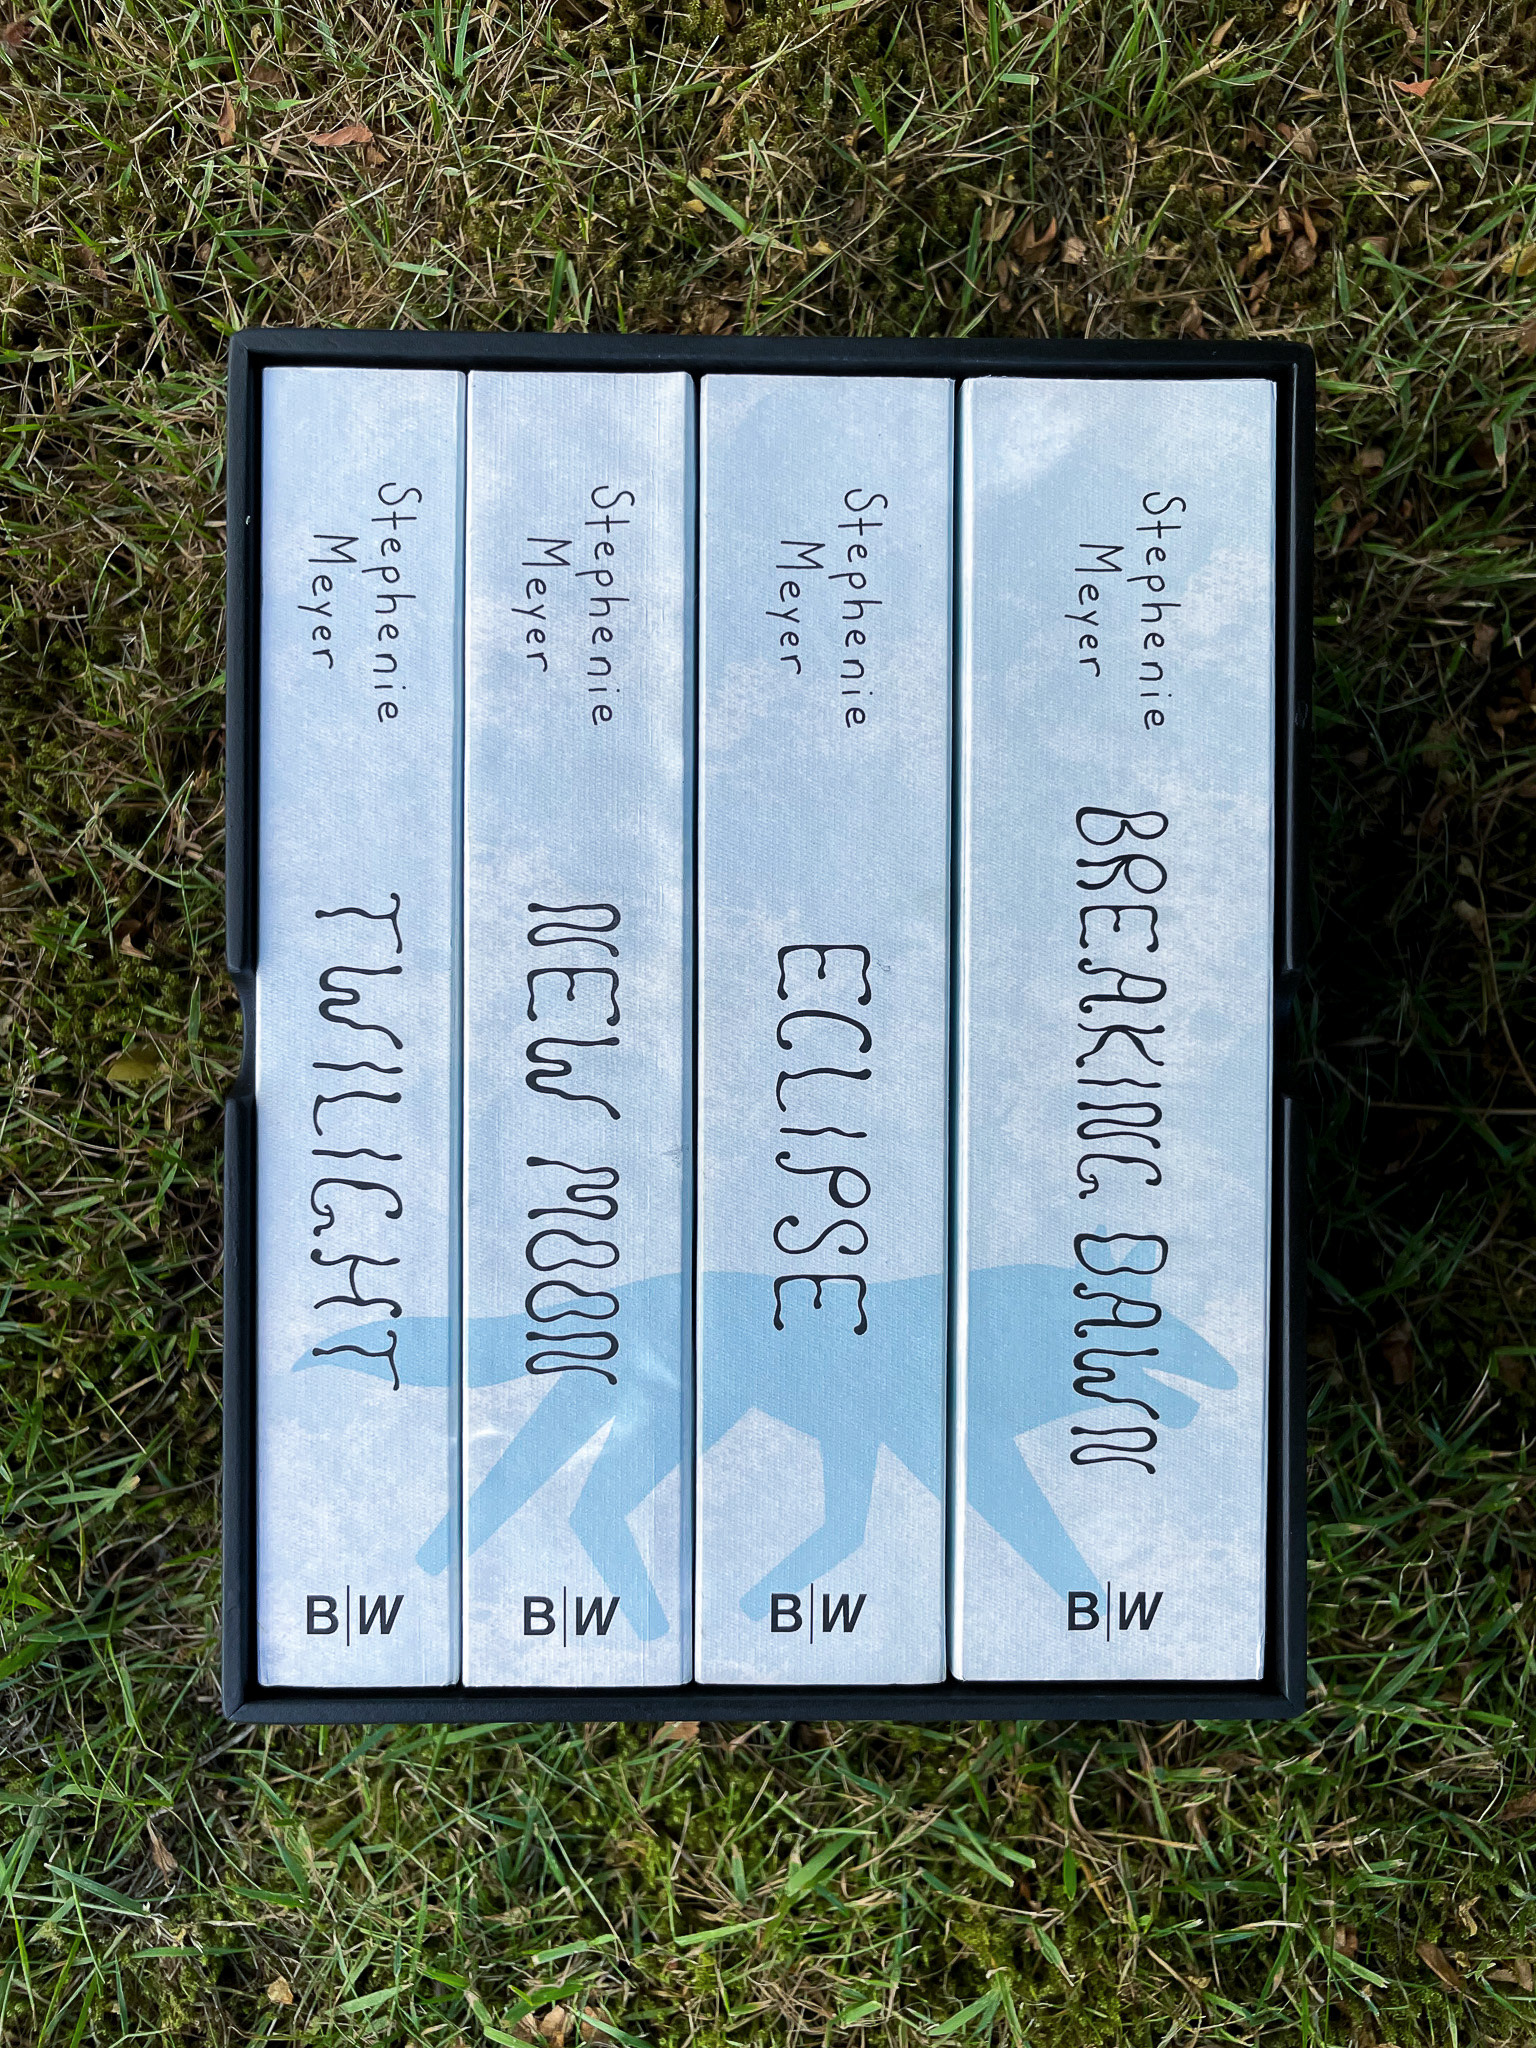 Stephenie
Meyer
TWILIGHT
B|W
Stephenie
Meyer
NEW MOON
B|W
Stephenie
Meyer
ECLIPSE
B|W
Stephenie
Meyer
BREAKING DAWN
B|W